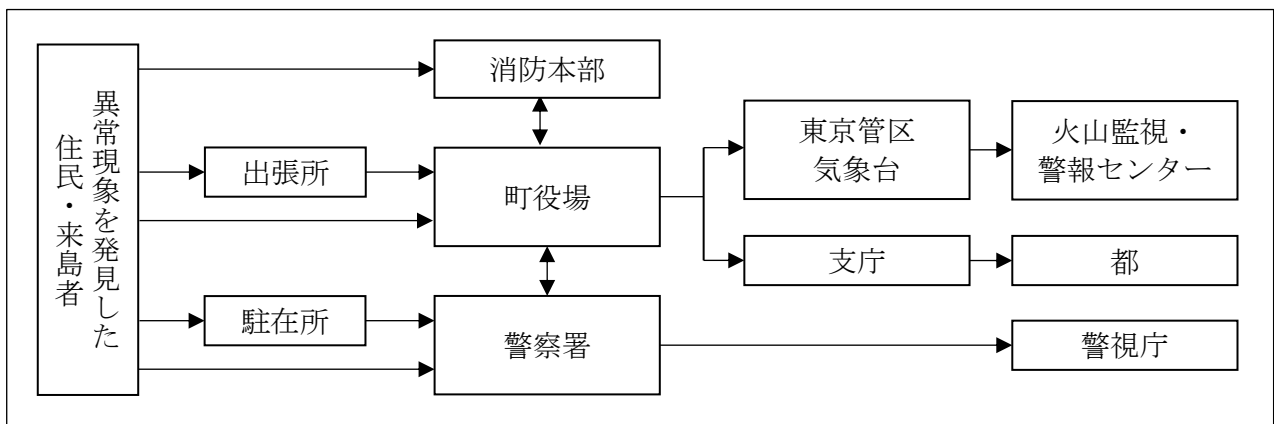 異常現象を発見した
住民・来島者
消防本部
出張所
町役場
駐在所
警察署
東京管区
気象台
火山監視・
警報センター
支庁
都
警視庁